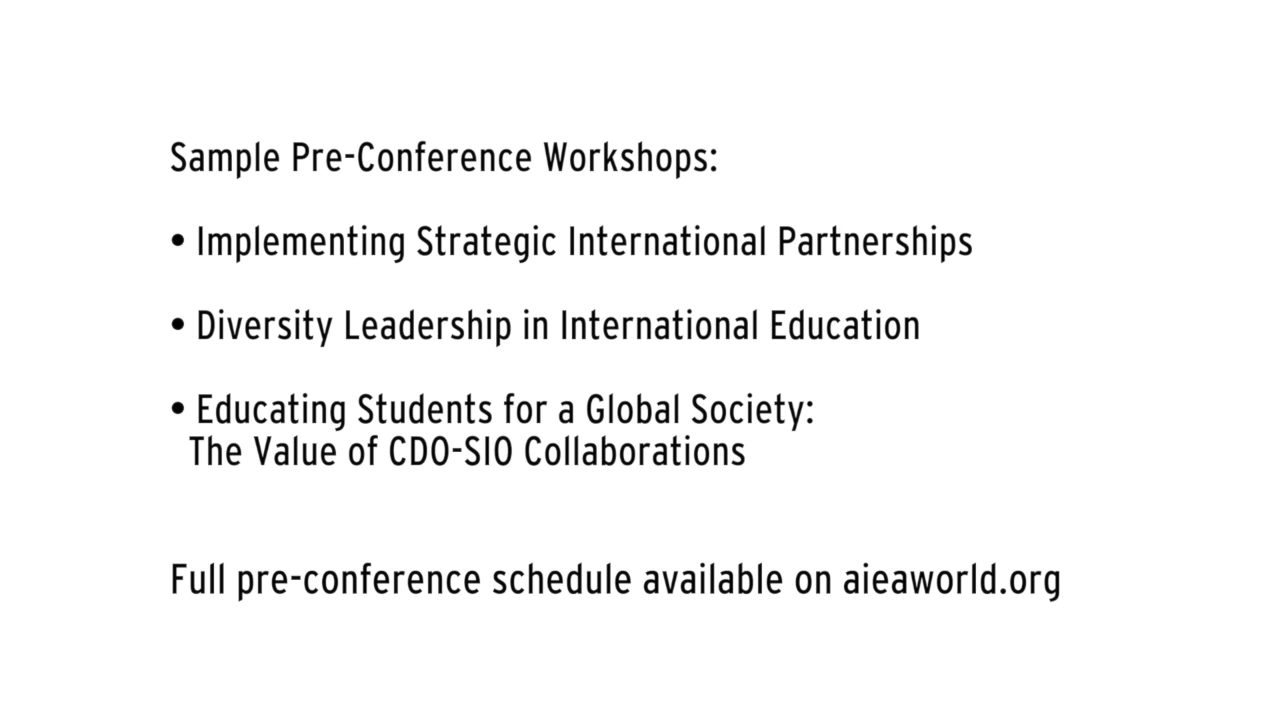 Sample Pre-Conference Workshops:
• Implementing Strategic International Partnerships
• Diversity Leadership in International Education
• Educating Students for a Global Society:
The Value of CDO-SIO Collaborations
Full pre-conference schedule available on aieaworld.org